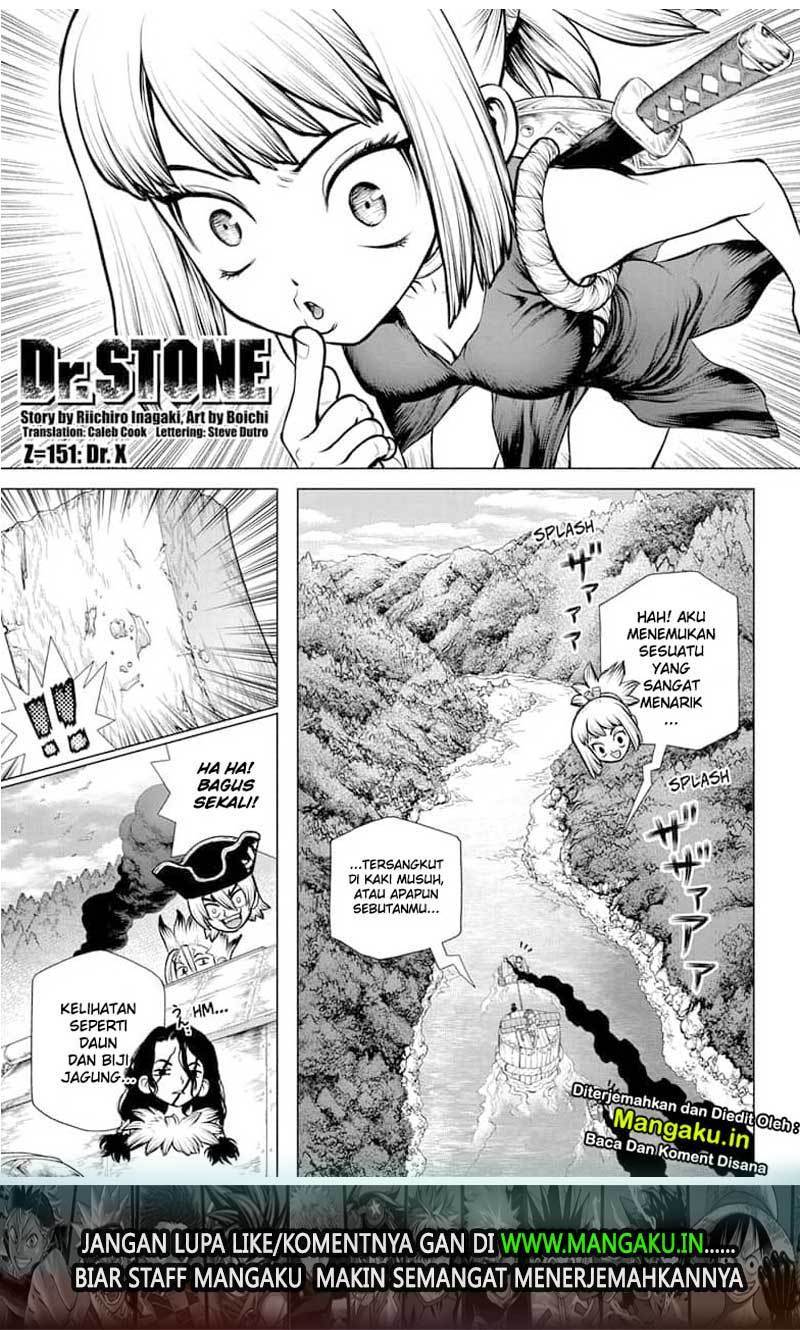 Dr. STONE
Story by Riichiro Inagaki, Art by Boichi
Translation: Caleb Cook Lettering: Steve Dutro
Z=151: Dr. X
SPLASH
ザァァァ
HAH! AKU
MENEMUKAN
SESUATU
YANG
SANGAT
MENARIK
...
SPLASH
ザザァァァ
...TERSANGKUT
DI KAKI MUSUH,
ATAU APAPUN
SEBUTANMU...
!!
HA HA!
BAGUS
SEKALI!
HM...
KELIHATAN
SEPERTI
DAUN
DAN BIJI
JAGUNG...
Diterjemahkan dan Diedit Oleh :
Mangaku.in
Baca Dan Koment Disana
JANGAN LUPA LIKE/KOMENTNYA GAN DI WWW.MANGAKU.IN......
BIAR STAFF MANGAKU MAKIN SEMANGAT MENERJEMAHKANNYA